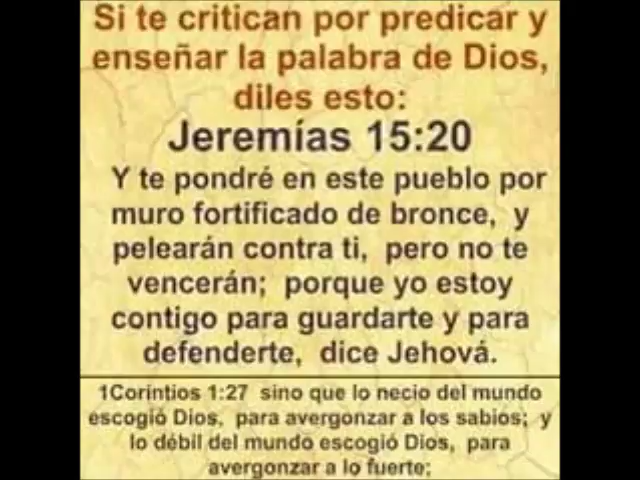 Si te critican por predicar y
enseñar la palabra de Dios,
diles esto:
Jeremías 15:20
Y te pondré en este pueblo por
muro fortificado de bronce, y
pelearán contra ti, pero no te
vencerán; porque yo estoy
contigo para guardarte y para
defenderte, dice Jehová.
1Corintios 1:27 sino que lo necio del mundo
escogió Dios, para avergonzar a los sabios; y
lo débil del mundo escogió Dios, para
avergonzar a lo fuerte;